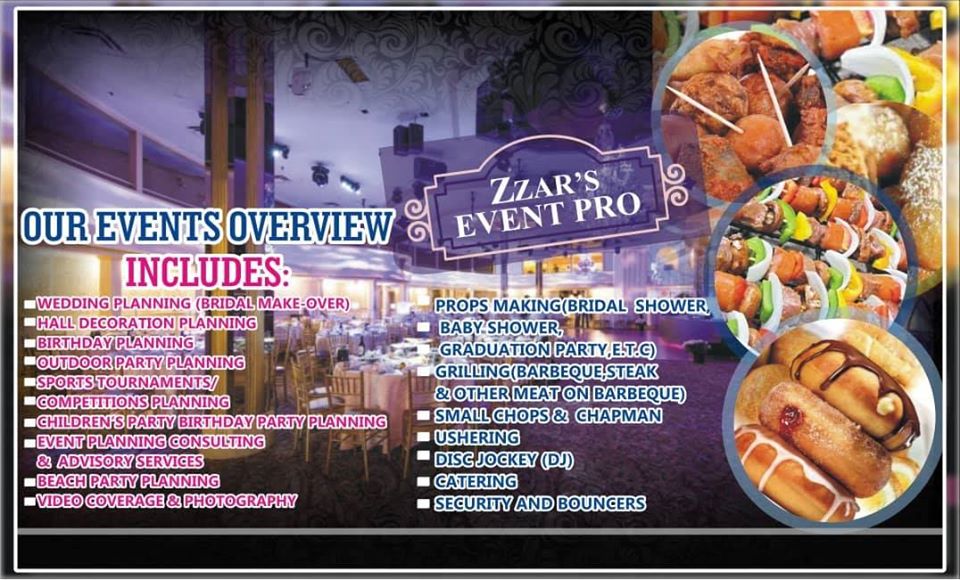 ZZAR'S
EVENT PRO
OUR EVENTS OVERVIEW
INCLUDES:
WEDDING PLANNING (BRIDAL MAKE-OVER)
HALL DECORATION PLANNING
BIRTHDAY PLANNING
OUTDOOR PARTY PLANNING
SPORTS TOURNAMENTS/
COMPETITIONS PLANNING
CHILDREN'S PARTY BIRTHDAY PARTY PLANNING
EVENT PLANNING CONSULTING
& ADVISORY SERVICES
BEACH PARTY PLANNING
VIDEO COVERAGE & PHOTOGRAPHY
PROPS MAKING(BRIDAL SHOWER,
BABY SHOWER,
GRADUATION PARTY,E.T.C)
GRILLING(BARBEQUE,STEAK
& OTHER MEAT ON BARBEQUE)
SMALL CHOPS & CHAPMAN
USHERING
DISC JOCKEY (DJ)
CATERING
SECURITY AND BOUNCERS